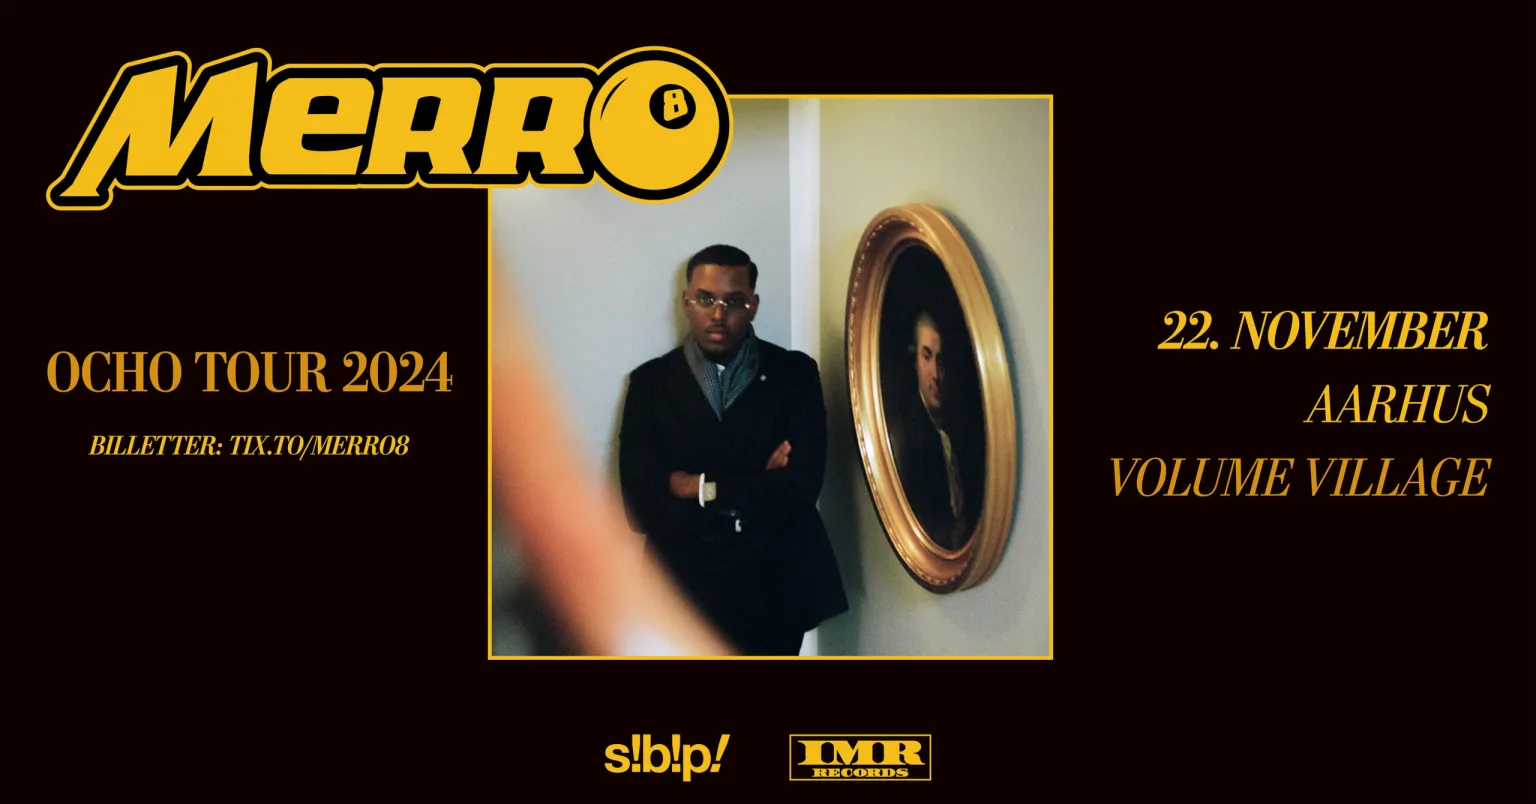 MERRO
8
OCHO TOUR 2024
BILLETTER: TIX.TO/MERRO8
22. NOVEMBER
AARHUS
VOLUME VILLAGE
s!b!p!
IMR
RECORDS